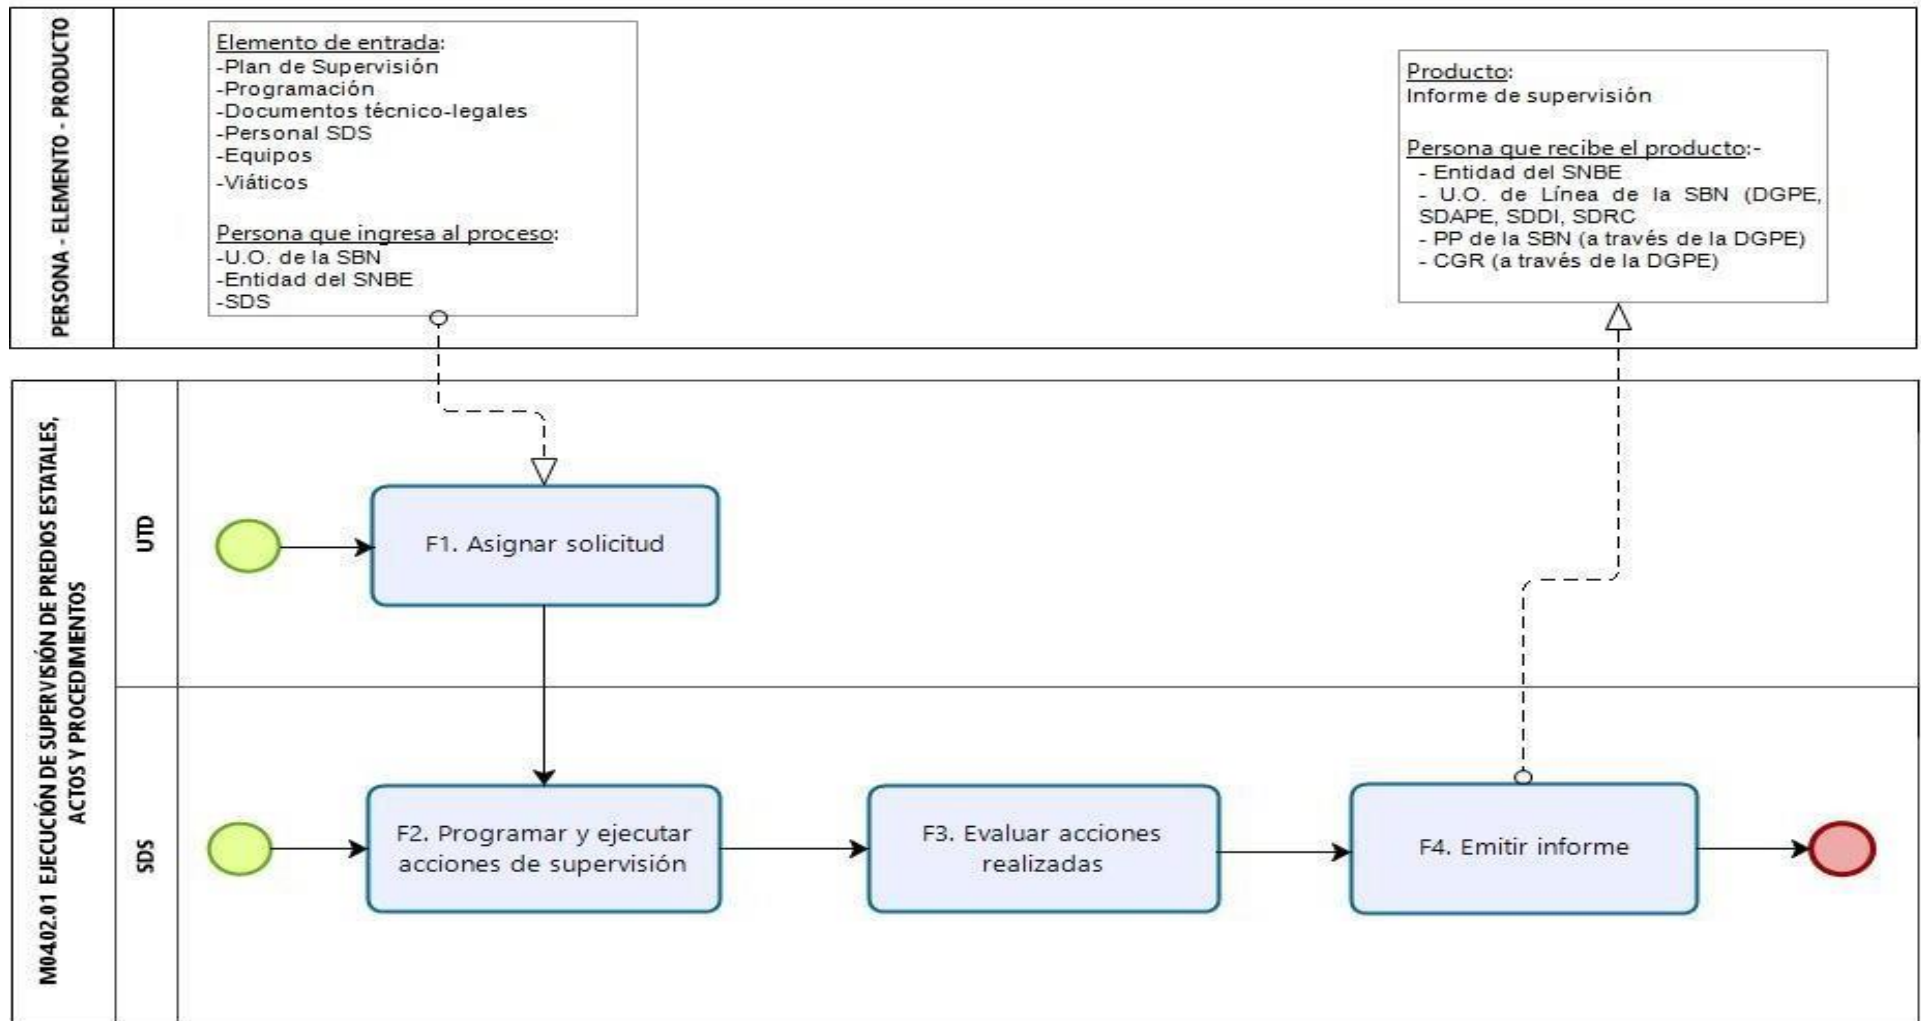 PERSONA - ELEMENTO - PRODUCTO
Elemento de entrada:
-Plan de Supervisión
-Programación
-Documentos técnico-legales
-Personal SDS
-Equipos
-Viáticos
Persona que ingresa al proceso:
-U.O. de la SBN
-Entidad del SNBE
-SDS
Producto:
Informe de supervisión
Persona que recibe el producto:-
- Entidad del SNBE
- U.O. de Línea de la SBN (DGPE,
SDAPE, SDDI, SDRC
- PP de la SBN (a través de la DGPE)
- CGR (a través de la DGPE)
M04.02.01 EJECUCIÓN DE SUPERVISIÓN DE PREDIOS ESTATALES,
ACTOS Y PROCEDIMIENTOS
UTD
F1. Asignar solicitud
SDS
F2. Programar y ejecutar
acciones de supervisión
F3. Evaluar acciones
realizadas
F4. Emitir informe